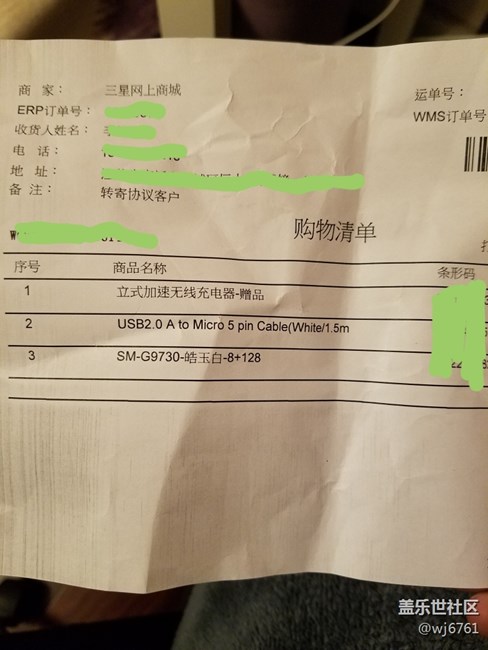 商 家： 三星网上商城
运单号：
ERP订单号：
WMS订单号
收货人姓名：
电 话：
地 址：
备 注： 转寄协议客户
购物清单
序号 商品名称 条形码
1 立式加速无线充电器-赠品
2 USB2.0 A to Micro 5 pin Cable(White/1.5m
3 SM-G9730-皓玉白-8+128
盖乐世社区
@wj6761